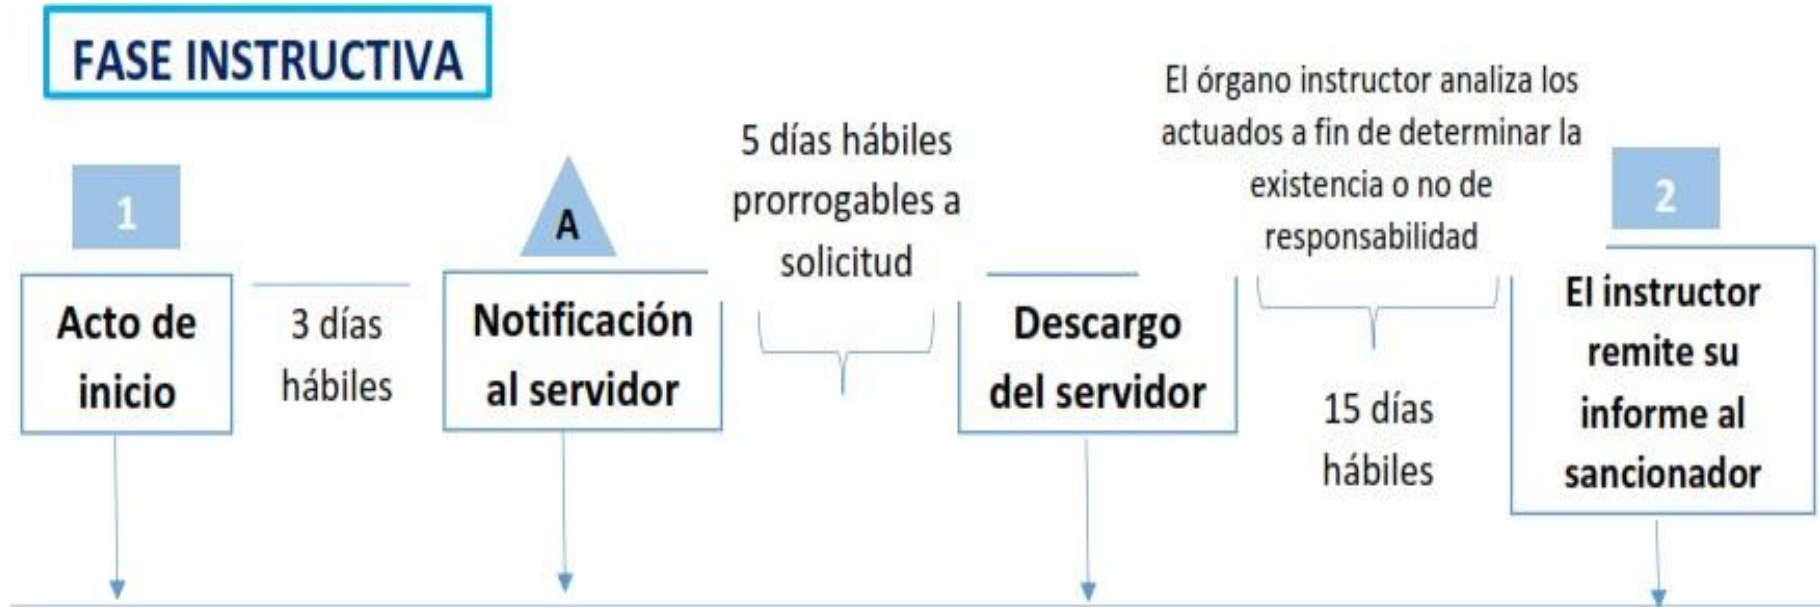 FASE INSTRUCTIVA
1
Acto de
inicio
3 días
hábiles
A
Notificación
al servidor
5 días hábiles
prorrogables a
solicitud
Descargo
del servidor
El órgano instructor analiza los
actuados a fin de determinar la
existencia o no de
responsabilidad
15 días
hábiles
2
El instructor
remite su
informe al
sancionador